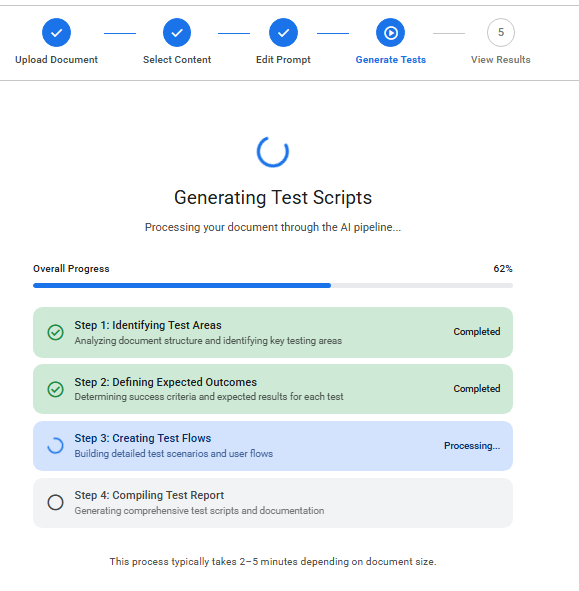 5
Upload Document
Select Content
Edit Prompt
Generate Tests
View Results
Generating Test Scripts
Processing your document through the AI pipeline...
Overall Progress 62%
Step 1: Identifying Test Areas
Analyzing document structure and identifying key testing areas
Completed
Step 2: Defining Expected Outcomes
Determining success criteria and expected results for each test
Completed
Step 3: Creating Test Flows
Building detailed test scenarios and user flows
Processing...
Step 4: Compiling Test Report
Generating comprehensive test scripts and documentation
This process typically takes 2–5 minutes depending on document size.